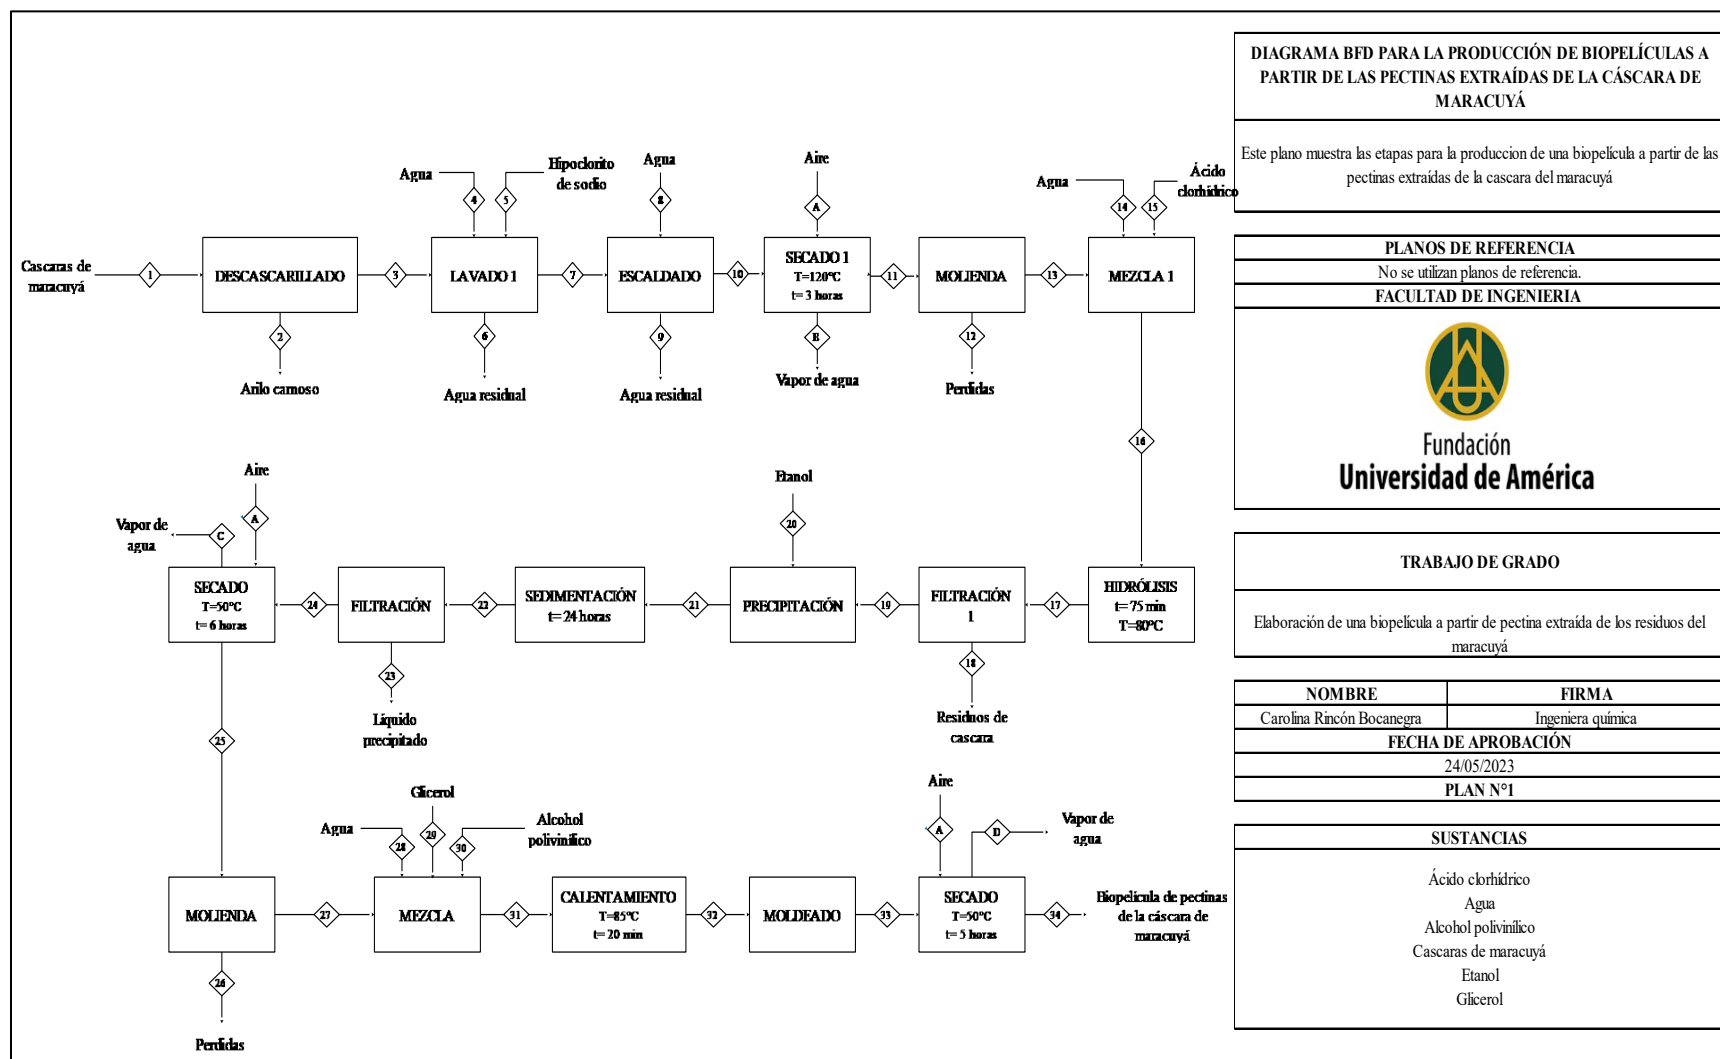 DIAGRAMA BFD PARA LA PRODUCCIÓN DE BIOPELÍCULAS A
PARTIR DE LAS PECTINAS EXTRAÍDAS DE LA CÁSCARA DE
MARACUYÁ
Este plano muestra las etapas para la produccion de una biopelícula a partir de las
pectinas extraídas de la cascara del maracuyá
PLANOS DE REFERENCIA
No se utilizan planos de referencia.
FACULTAD DE INGENIERIA
Fundación
Universidad de América
TRABAJO DE GRADO
Elaboración de una biopelícula a partir de pectina extraída de los residuos del
maracuyá
NOMBRE
FIRMA
Carolina Rincón Bocanegra
Ingeniera química
FECHA DE APROBACIÓN
24/05/2023
PLAN N°1
SUSTANCIAS
Ácido clorhídrico
Agua
Alcohol polivinílico
Cascaras de maracuyá
Etanol
Glicerol
Agua
4
Hipoclorito
de sodio
5
Agua
8
Aire
A
Agua
14
Ácido
clorhídrico
15
Cascaras de
maracuyá
1
DESCASCARILLADO
3
LAVADO 1
7
ESCALDADO
10
SECADO 1
T=120°C
t= 3 horas
11
MOLIENDA
13
MEZCLA 1
2
Arilo carnoso
6
Agua residual
9
Agua residual
B
Vapor de agua
12
Perdidas
16
Aire
A
Vapor de
agua
C
Etanol
20
SECADO
T=50°C
t= 6 horas
24
FILTRACIÓN
22
SEDIMENTACIÓN
t= 24 horas
21
PRECIPITACIÓN
19
FILTRACIÓN
1
17
HIDRÓLISIS
t= 75 min
T=80°C
23
Líquido
precipitado
18
Residuos de
cascara
25
Agua
28
Glicerol
29
Alcohol
polivinílico
30
Aire
A
D
Vapor de
agua
MOLIENDA
27
MEZCLA
31
CALENTAMIENTO
T=85°C
t= 20 min
32
MOLDEADO
33
SECADO
T=50°C
t= 5 horas
34
Biopelícula de pectinas
de la cáscara de
maracuyá
26
Perdidas